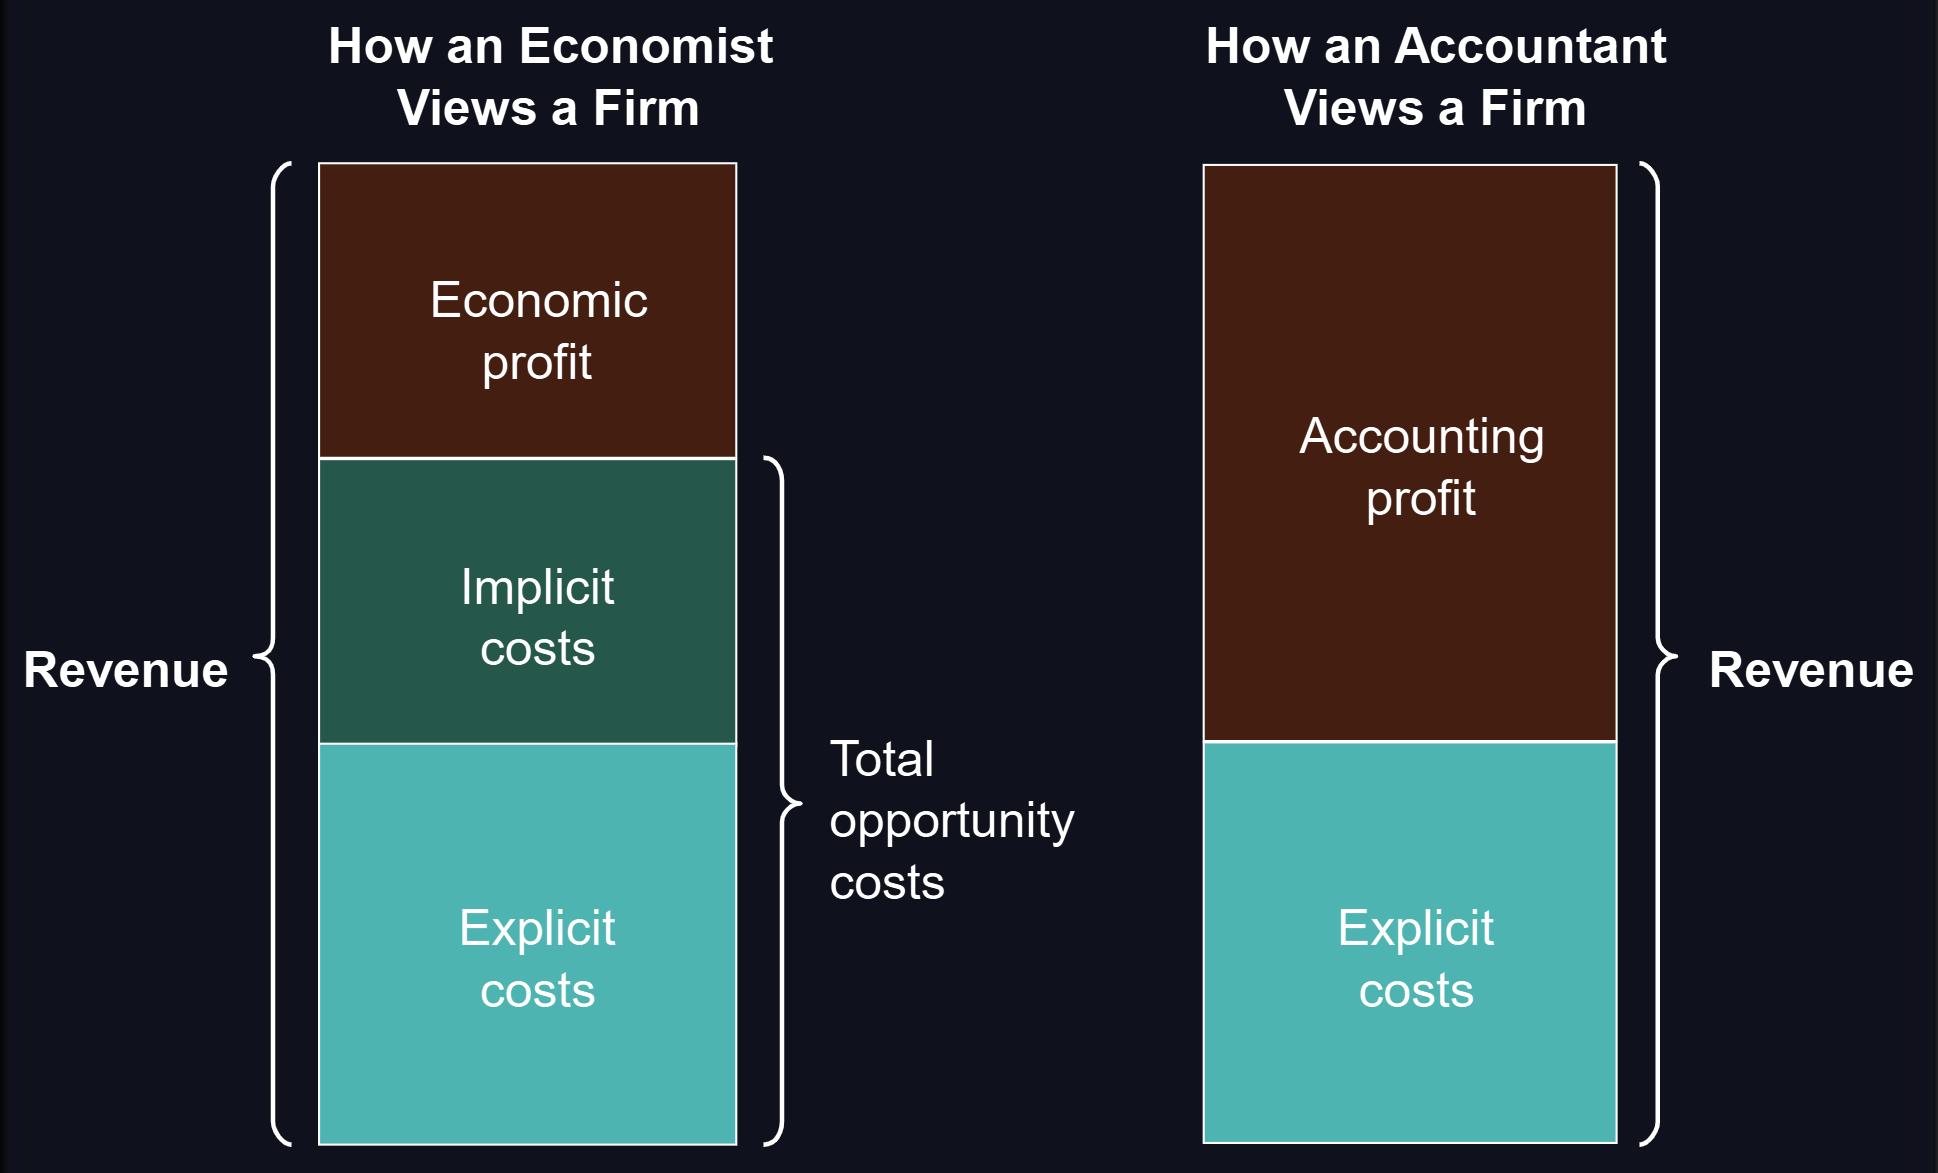 How an Economist
Views a Firm
Revenue
Economic
profit
Implicit
costs
Explicit
costs
Total
opportunity
costs
How an Accountant
Views a Firm
Accounting
profit
Explicit
costs
Revenue